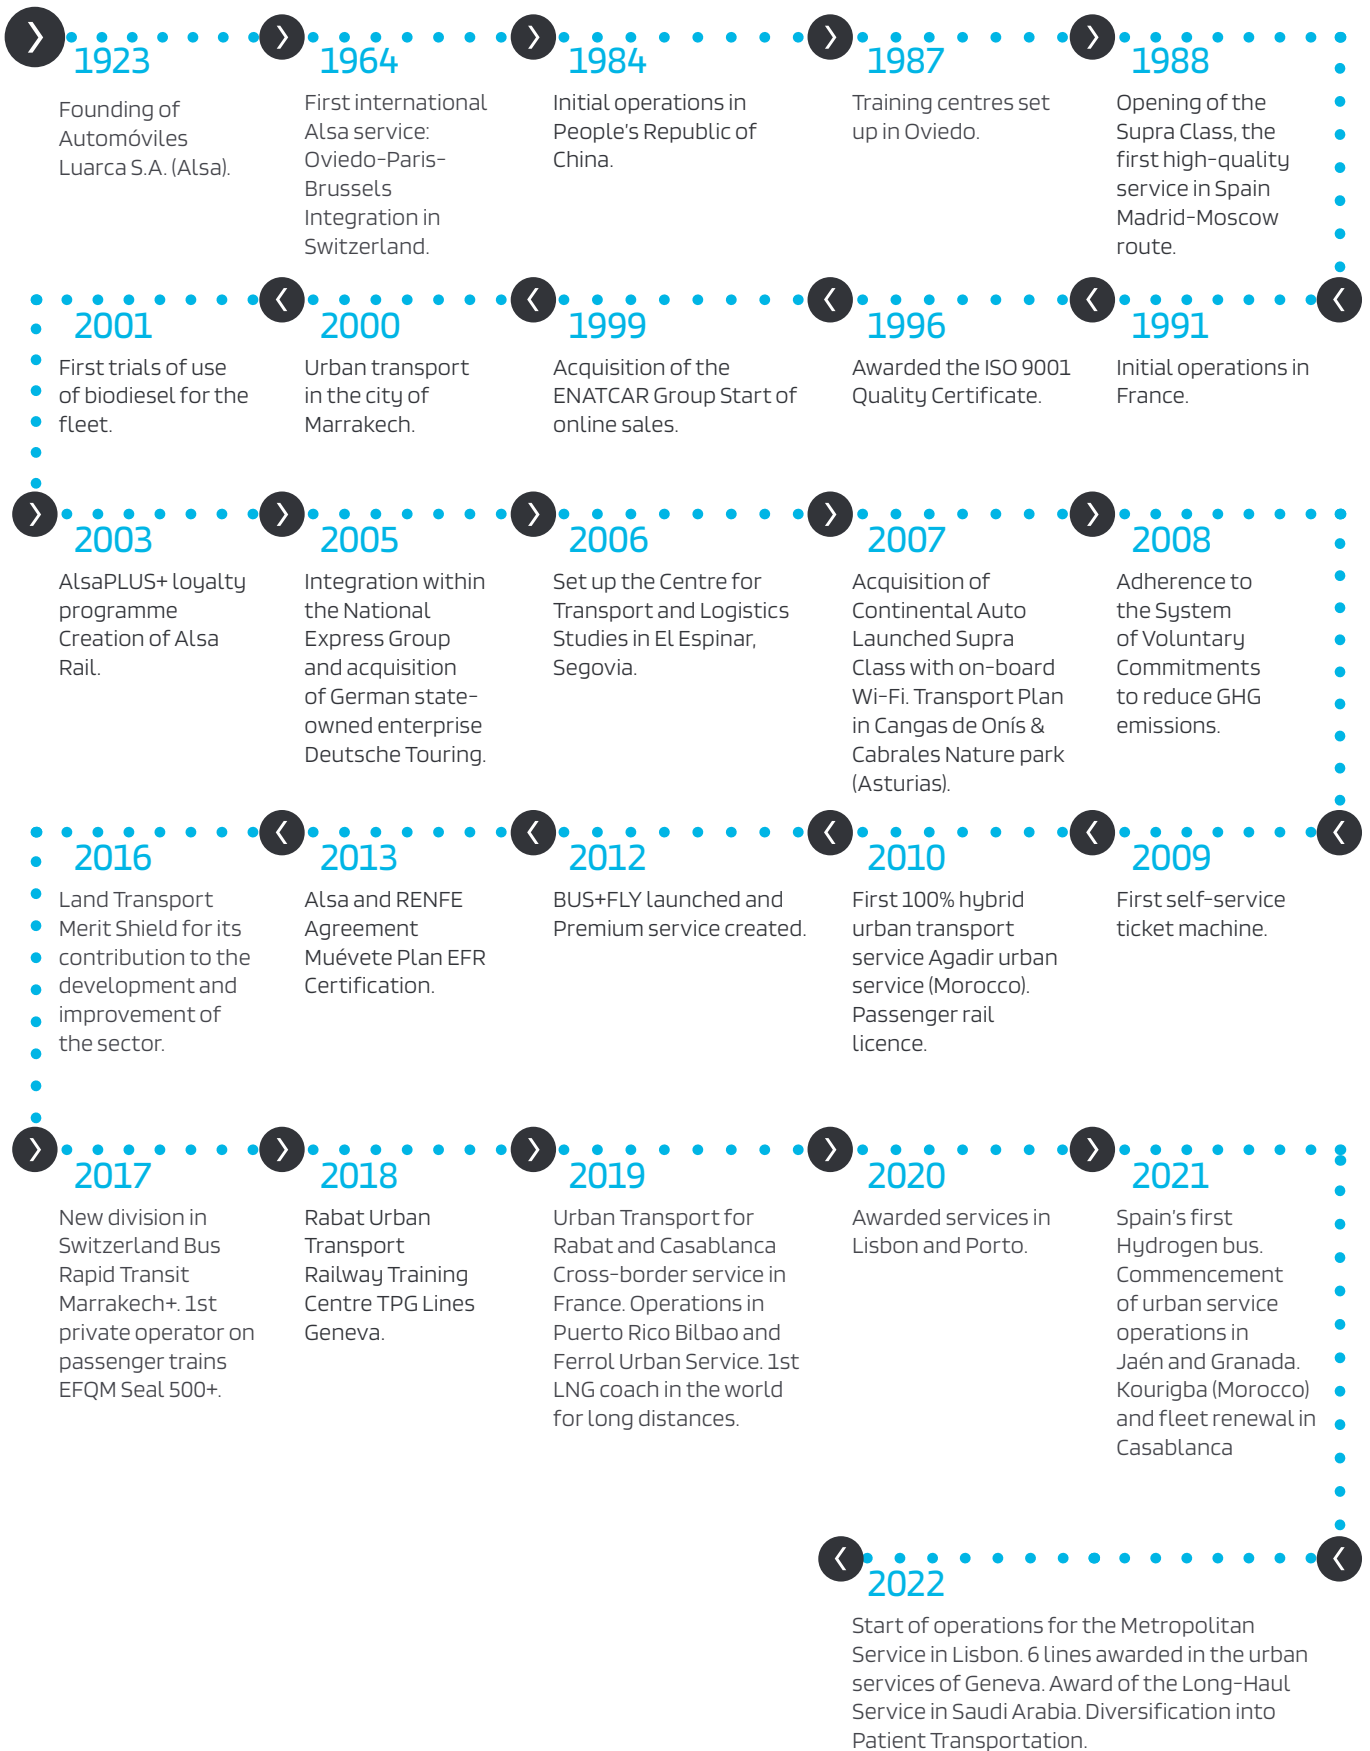 1923
Founding of
Automóviles
Luarca S.A. (Alsa).
1964
First international
Alsa service:
Oviedo-Paris-
Brussels
Integration in
Switzerland.
1984
Initial operations in
People's Republic of
China.
1987
Training centres set
up in Oviedo.
1988
Opening of the
Supra Class, the
first high-quality
service in Spain
Madrid-Moscow
route.
1991
Initial operations in
France.
1996
Awarded the ISO 9001
Quality Certificate.
1999
Acquisition of the
ENATCAR Group Start of
online sales.
2000
Urban transport
in the city of
Marrakech.
2001
First trials of use
of biodiesel for the
fleet.
2003
AlsaPLUS+ loyalty
programme
Creation of Alsa
Rail.
2005
Integration within
the National
Express Group
and acquisition
of German state-
owned enterprise
Deutsche Touring.
2006
Set up the Centre for
Transport and Logistics
Studies in El Espinar,
Segovia.
2007
Acquisition of
Continental Auto
Launched Supra
Class with on-board
Wi-Fi. Transport Plan
in Cangas de Onís &
Cabrales Nature park
(Asturias).
2008
Adherence to
the System
of Voluntary
Commitments
to reduce GHG
emissions.
2009
First self-service
ticket machine.
2010
First 100% hybrid
urban transport
service Agadir urban
service (Morocco).
Passenger rail
licence.
2012
BUS+FLY launched and
Premium service created.
2013
Alsa and RENFE
Agreement
Muévete Plan EFR
Certification.
2016
Land Transport
Merit Shield for its
contribution to the
development and
improvement of
the sector.
2017
New division in
Switzerland Bus
Rapid Transit
Marrakech+. 1st
private operator on
passenger trains
EFQM Seal 500+.
2018
Rabat Urban
Transport
Railway Training
Centre TPG Lines
Geneva.
2019
Urban Transport for
Rabat and Casablanca
Cross-border service in
France. Operations in
Puerto Rico Bilbao and
Ferrol Urban Service. 1st
LNG coach in the world
for long distances.
2020
Awarded services in
Lisbon and Porto.
2021
Spain's first
Hydrogen bus.
Commencement
of urban service
operations in
Jaén and Granada.
Kourigba (Morocco)
and fleet renewal in
Casablanca
2022
Start of operations for the Metropolitan
Service in Lisbon. 6 lines awarded in the urban
services of Geneva. Award of the Long-Haul
Service in Saudi Arabia. Diversification into
Patient Transportation.